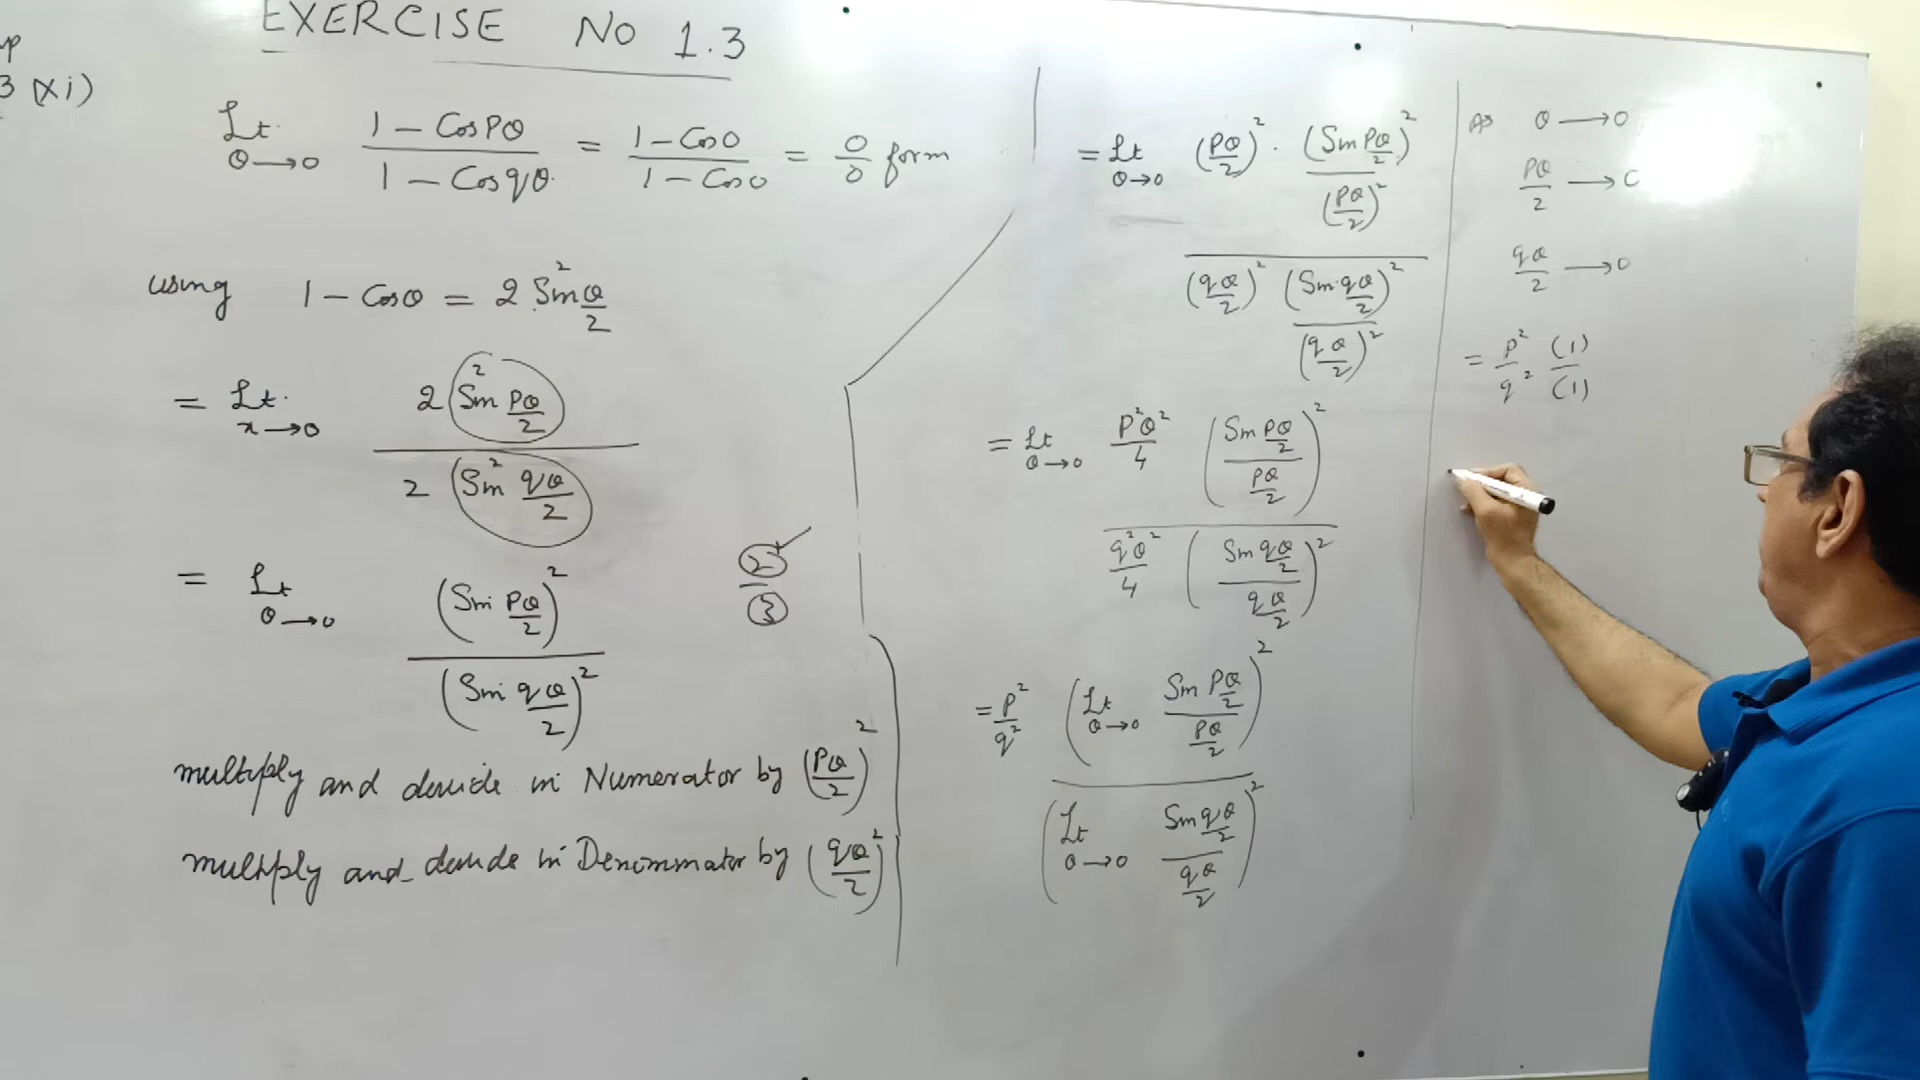 EXERCISE No 1.3
3 (xi)
Lt θ→0 (1 - Cospθ)/(1 - Cosqθ) = (1 - Cos0)/(1 - Cos0) = 0/0 form
using 1 - Cosθ = 2 Sin² θ/2
= Lt x→0 (2 Sin² pθ/2)/(2 Sin² qθ/2)
= Lt θ→0 (Sin pθ/2)²/(Sin qθ/2)²
2/3
multiply and devide in Numerator by (pθ/2)²
multiply and devide in Denominator by (qθ/2)²
= Lt θ→0 ((pθ/2)² · (Sin pθ/2)²/(pθ/2)²)/((qθ/2)² (Sin qθ/2)²/(qθ/2)²)
= Lt θ→0 (p²θ²/4 ((Sin pθ/2)/(pθ/2))²)/(q²θ²/4 ((Sin qθ/2)/(qθ/2))²)
= p²/q² (Lt θ→0 (Sin pθ/2)/(pθ/2))²/(Lt θ→0 (Sin qθ/2)/(qθ/2))²
As θ→0
pθ/2 → 0
qθ/2 → 0
= p²/q² (1)/(1)